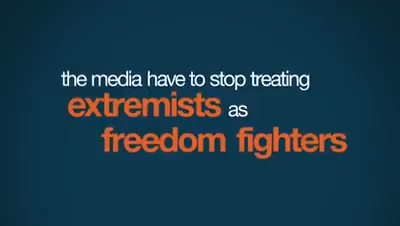 the media have to stop treating
extremists as
freedom fighters